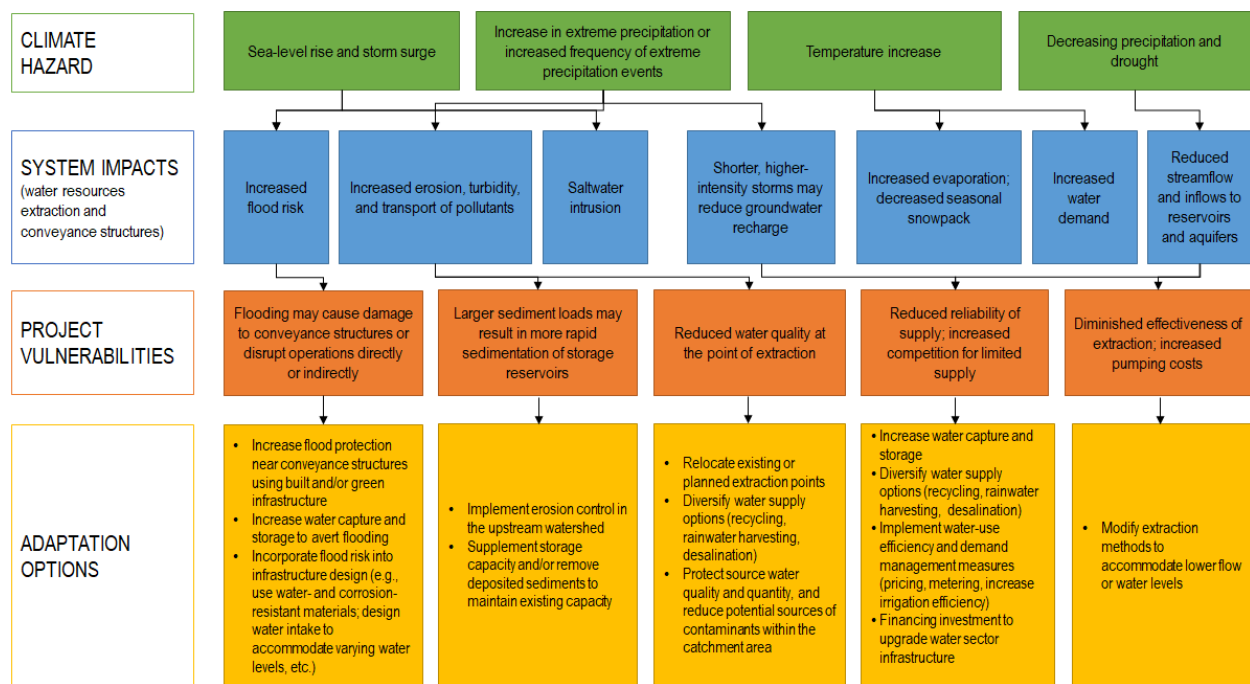 CLIMATE
HAZARD
Sea-level rise and storm surge
Increase in extreme precipitation or
increased frequency of extreme
precipitation events
Temperature increase
Decreasing precipitation and
drought
SYSTEM IMPACTS
(water resources
extraction and
conveyance structures)
Increased
flood risk
Increased erosion, turbidity,
and transport of pollutants
Saltwater
intrusion
Shorter, higher-
intensity storms may
reduce groundwater
recharge
Increased evaporation;
decreased seasonal
snowpack
Increased
water
demand
Reduced
streamflow
and inflows to
reservoirs
and aquifers
PROJECT
VULNERABILITIES
Flooding may cause damage
to conveyance structures or
disrupt operations directly
or indirectly
Larger sediment loads may
result in more rapid
sedimentation of storage
reservoirs
Reduced water quality at
the point of extraction
Reduced reliability of
supply; increased
competition for limited
supply
Diminished effectiveness of
extraction; increased
pumping costs
ADAPTATION
OPTIONS
• Increase flood protection
near conveyance structures
using built and/or green
infrastructure
• Increase water capture and
storage to avert flooding
• Incorporate flood risk into
infrastructure design (e.g.,
use water- and corrosion-
resistant materials; design
water intake to
accommodate varying water
levels, etc.)
• Implement erosion control in
the upstream watershed
• Supplement storage
capacity and/or remove
deposited sediments to
maintain existing capacity
• Relocate existing or
planned extraction points
• Diversify water supply
options (recycling,
rainwater harvesting,
desalination)
• Protect source water
quality and quantity, and
reduce potential sources of
contaminants within the
catchment area
• Increase water capture and
storage
• Diversify water supply
options (recycling, rainwater
harvesting, desalination)
• Implement water-use
efficiency and demand
management measures
(pricing, metering, increase
irrigation efficiency)
• Financing investment to
upgrade water sector
infrastructure
• Modify extraction
methods to
accommodate lower flow
or water levels